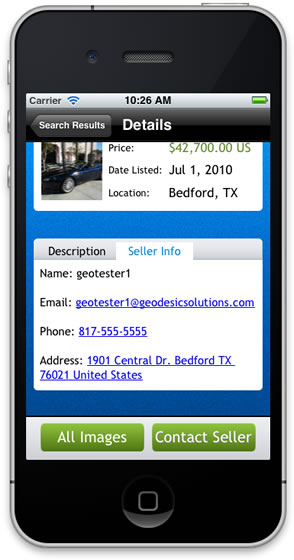 Carrier 10:26 AM
Search Results Details
Price: $42,700.00 US
Date Listed: Jul 1, 2010
Location: Bedford, TX
Description Seller Info
Name: geotester1
Email: geotester1@geodesicsolutions.com
Phone: 817-555-5555
Address: 1901 Central Dr. Bedford TX
76021 United States
All Images Contact Seller